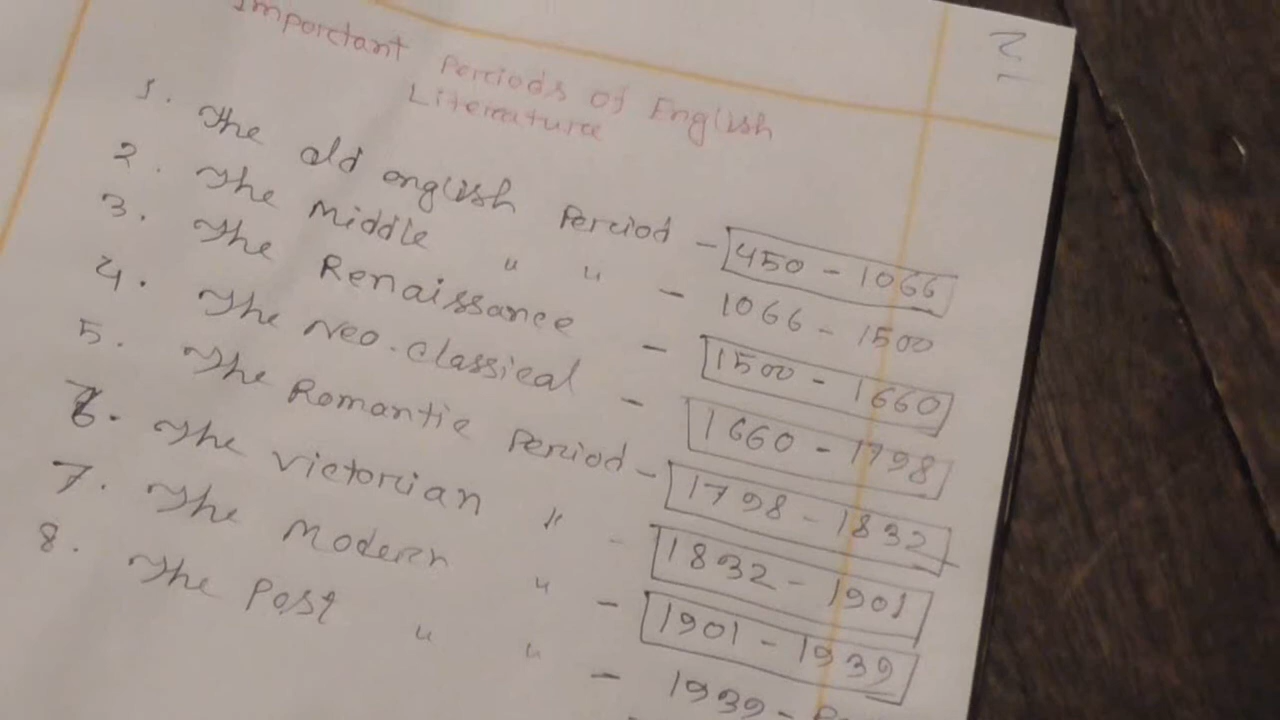 2
Important Periods of English
Literature
1. The old english Period - 450 - 1066
2. The Middle " " - 1066 - 1500
3. The Renaissance - 1500 - 1660
4. The Neo-classical - 1660 - 1798
5. The Romantic Period - 1798 - 1832
6. The victorian " - 1832 - 1901
7. The Modern " - 1901 - 1939
8. The Post " " - 1939 -